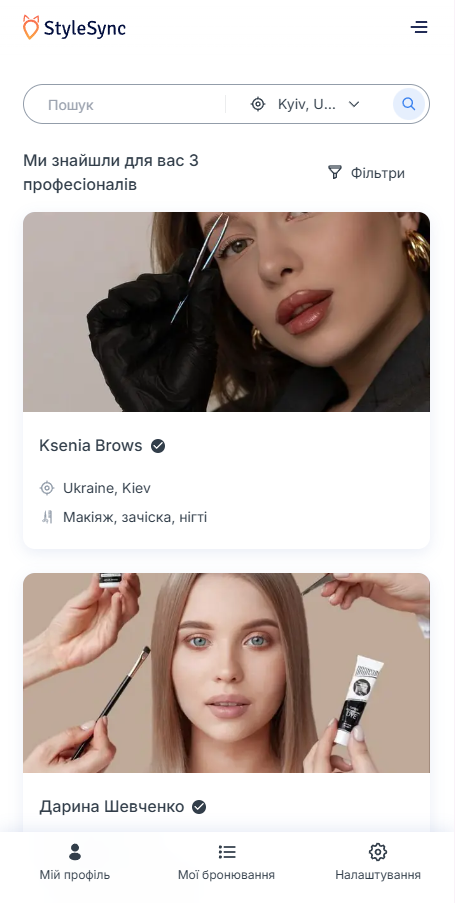 StyleSync
Пошук
Kyiv, U...
Ми знайшли для вас 3
професіоналів
Фільтри
Ksenia Brows
Ukraine, Kiev
Макіяж, зачіска, нігті
Дарина Шевченко
Мій профіль
Мої бронювання
Налаштування